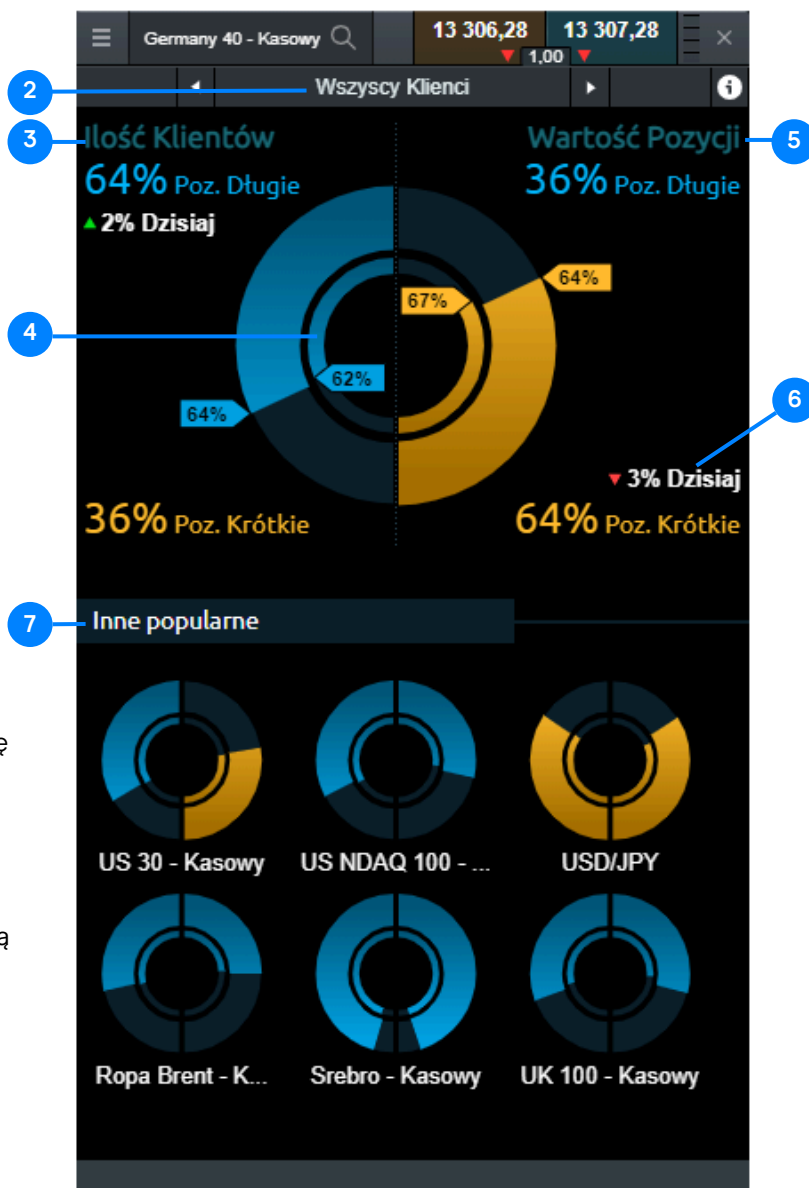 Germany 40 - Kasowy
13 306,28
13 307,28
1,00
2
Wszyscy Klienci
3
Ilość Klientów
Wartość Pozycji
5
64% Poz. Długie
36% Poz. Długie
2% Dzisiaj
64%
67%
4
62%
64%
6
3% Dzisiaj
36% Poz. Krótkie
64% Poz. Krótkie
7
Inne popularne
ę
US 30 - Kasowy
US NDAQ 100 - ...
USD/JPY
ą
Ropa Brent - K...
Srebro - Kasowy
UK 100 - Kasowy